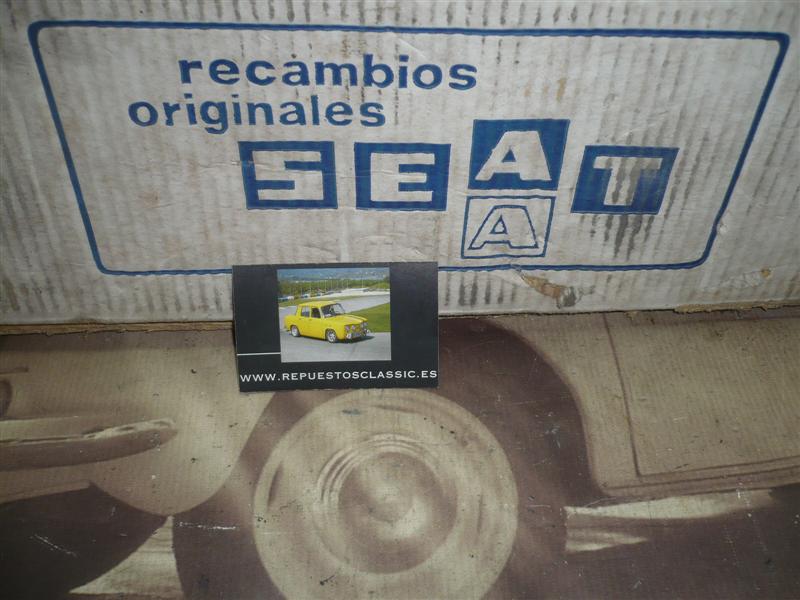 recambios
originales
SEAT
A
WWW.REPUESTOSCLASSIC.ES